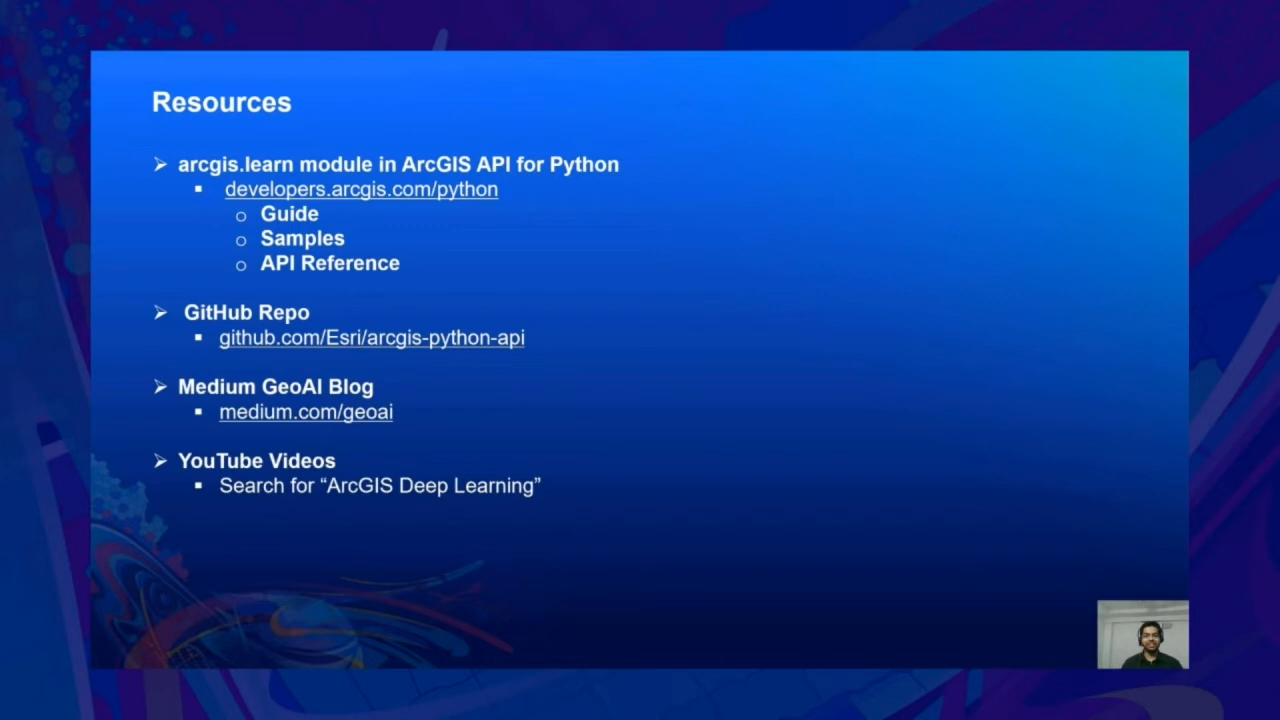 Resources
➢ arcgis.learn module in ArcGIS API for Python
▪ developers.arcgis.com/python
o Guide
o Samples
o API Reference
➢ GitHub Repo
▪ github.com/Esri/arcgis-python-api
➢ Medium GeoAI Blog
▪ medium.com/geoai
➢ YouTube Videos
▪ Search for “ArcGIS Deep Learning”